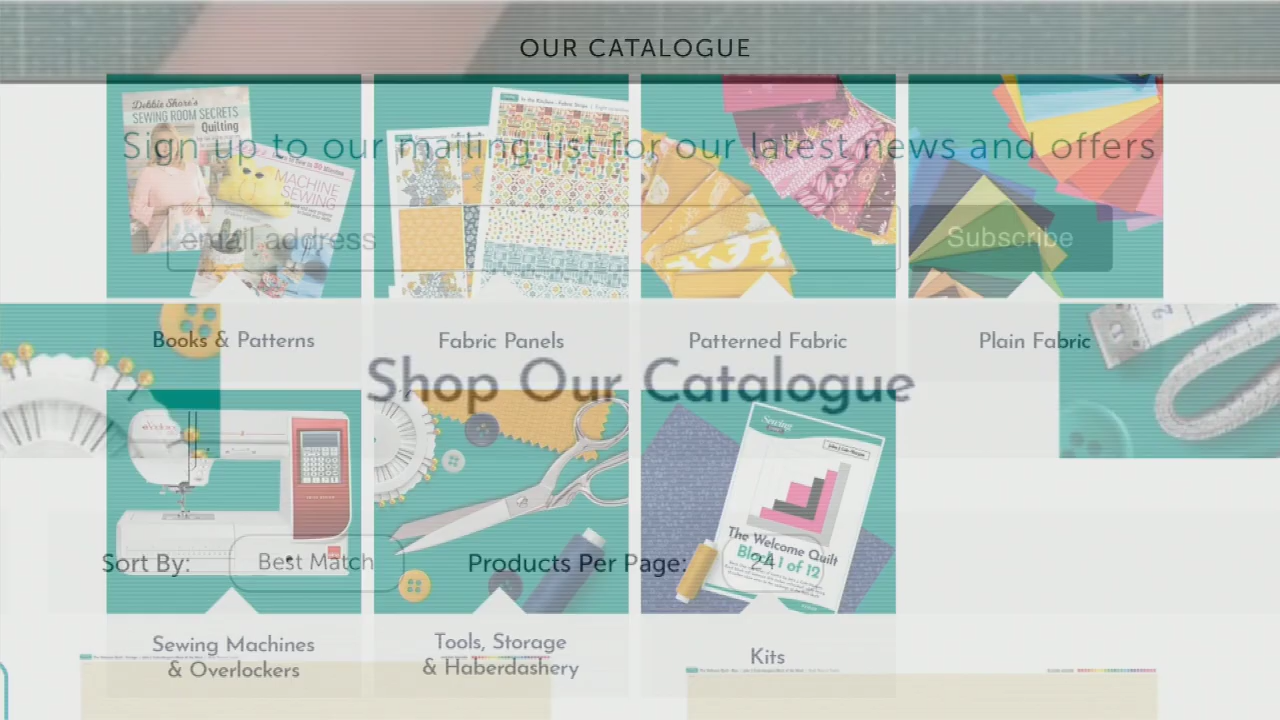 OUR CATALOGUE
Debbie Shore's
SEWING ROOM SECRETS
Quilting
Sign up to our mailing list for our latest news and offers
MACHINE
SEWING
email address
Subscribe
Books & Patterns
Fabric Panels
Patterned Fabric
Plain Fabric
Shop Our Catalogue
Sewing
The Welcome Quilt
Block 1 of 12
Sort By:
Best Match
Products Per Page:
24
Sewing Machines
& Overlockers
Tools, Storage
& Haberdashery
Kits